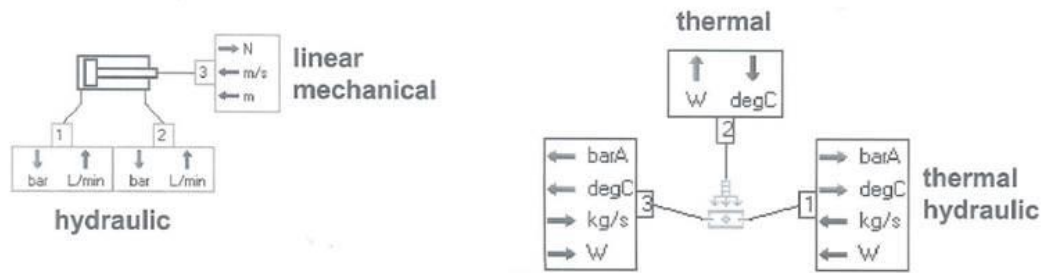 N
m/s
m
3
linear
mechanical
1
2
bar L/min bar L/min
hydraulic
thermal
W degC
2
barA
degC
kg/s
W
3
1
barA
degC
kg/s
W
thermal
hydraulic